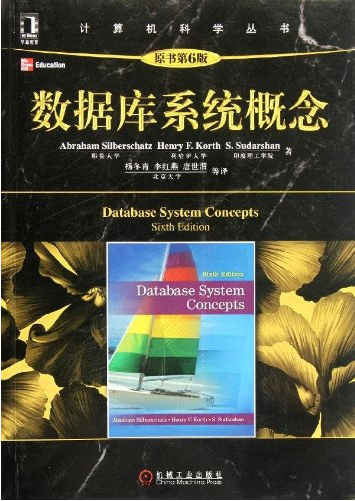 计算机科学丛书
华章教育
Education
原书第6版
数据库系统概念
Abraham Silberschatz Henry F. Korth S. Sudarshan 著
耶鲁大学 利哈伊大学 印度理工学院
杨冬青 李红燕 唐世渭 等译
北京大学
Database System Concepts
Sixth Edition
Sixth Edition
Database System
Concepts
Abraham Silberschatz · Henry F. Korth · S. Sudarshan
机械工业出版社
China Machine Press